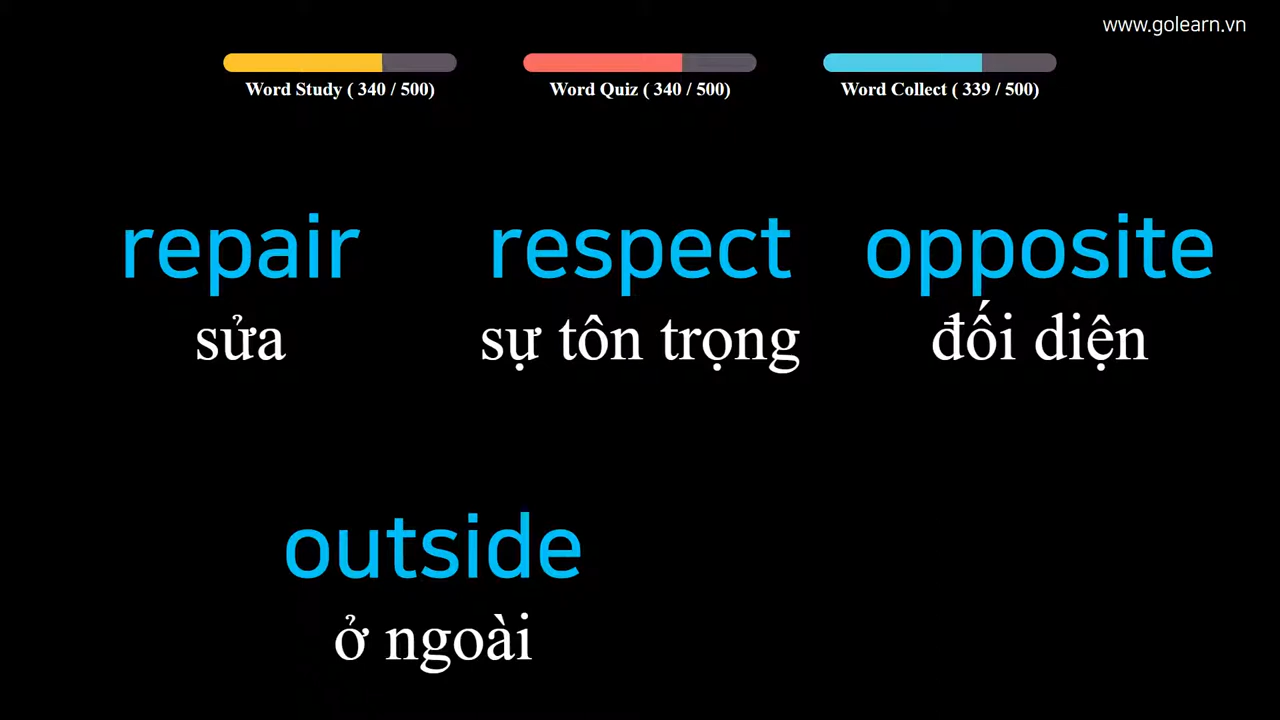 www.golearn.vn
Word Study ( 340 / 500)
Word Quiz ( 340 / 500)
Word Collect ( 339 / 500)
repair
sửa
respect
sự tôn trọng
opposite
đối diện
outside
ở ngoài